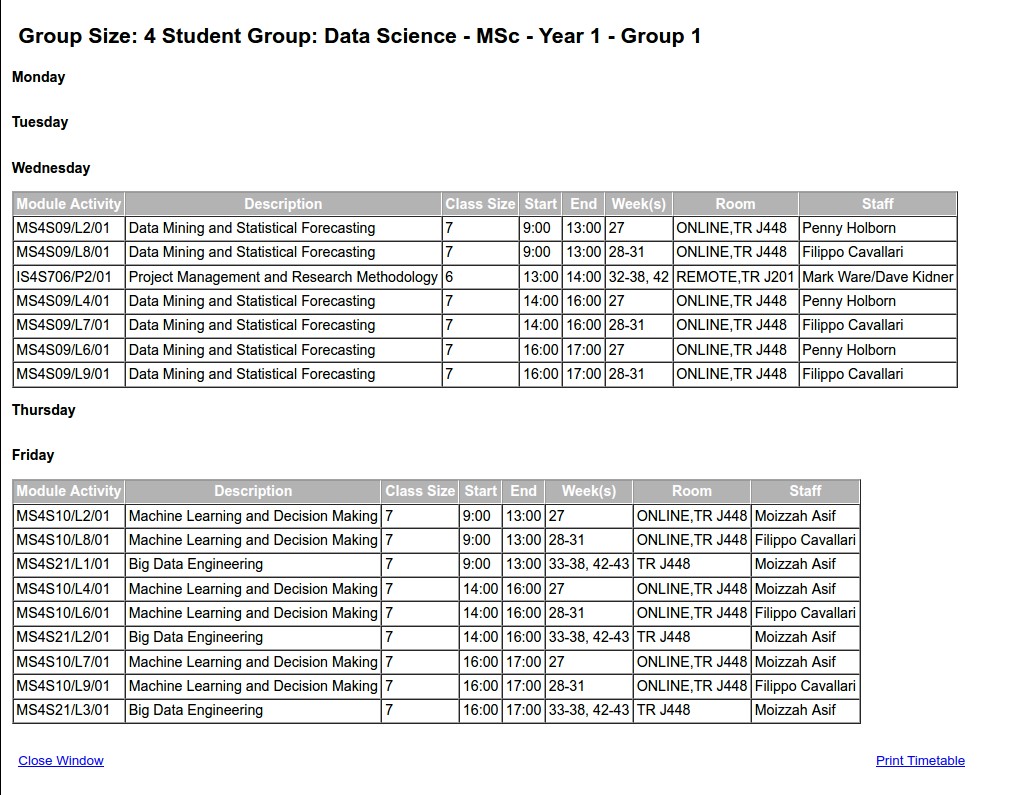 Group Size: 4 Student Group: Data Science - MSc - Year 1 - Group 1
Monday
Tuesday
Wednesday
Module Activity Description Class Size Start End Week(s) Room Staff
MS4S09/L2/01 Data Mining and Statistical Forecasting 7 9:00 13:00 27 ONLINE,TR J448 Penny Holborn
MS4S09/L8/01 Data Mining and Statistical Forecasting 7 9:00 13:00 28-31 ONLINE,TR J448 Filippo Cavallari
IS4S706/P2/01 Project Management and Research Methodology 6 13:00 14:00 32-38, 42 REMOTE,TR J201 Mark Ware/Dave Kidner
MS4S09/L4/01 Data Mining and Statistical Forecasting 7 14:00 16:00 27 ONLINE,TR J448 Penny Holborn
MS4S09/L7/01 Data Mining and Statistical Forecasting 7 14:00 16:00 28-31 ONLINE,TR J448 Filippo Cavallari
MS4S09/L6/01 Data Mining and Statistical Forecasting 7 16:00 17:00 27 ONLINE,TR J448 Penny Holborn
MS4S09/L9/01 Data Mining and Statistical Forecasting 7 16:00 17:00 28-31 ONLINE,TR J448 Filippo Cavallari
Thursday
Friday
Module Activity Description Class Size Start End Week(s) Room Staff
MS4S10/L2/01 Machine Learning and Decision Making 7 9:00 13:00 27 ONLINE,TR J448 Moizzah Asif
MS4S10/L8/01 Machine Learning and Decision Making 7 9:00 13:00 28-31 ONLINE,TR J448 Filippo Cavallari
MS4S21/L1/01 Big Data Engineering 7 9:00 13:00 33-38, 42-43 TR J448 Moizzah Asif
MS4S10/L4/01 Machine Learning and Decision Making 7 14:00 16:00 27 ONLINE,TR J448 Moizzah Asif
MS4S10/L6/01 Machine Learning and Decision Making 7 14:00 16:00 28-31 ONLINE,TR J448 Filippo Cavallari
MS4S21/L2/01 Big Data Engineering 7 14:00 16:00 33-38, 42-43 TR J448 Moizzah Asif
MS4S10/L7/01 Machine Learning and Decision Making 7 16:00 17:00 27 ONLINE,TR J448 Moizzah Asif
MS4S10/L9/01 Machine Learning and Decision Making 7 16:00 17:00 28-31 ONLINE,TR J448 Filippo Cavallari
MS4S21/L3/01 Big Data Engineering 7 16:00 17:00 33-38, 42-43 TR J448 Moizzah Asif
Close Window Print Timetable